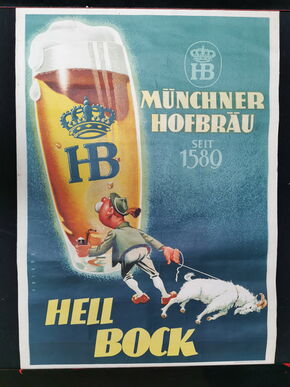 HB
MÜNCHNER
HOFBRÄU
SEIT
1589
HB
HELL
BOCK